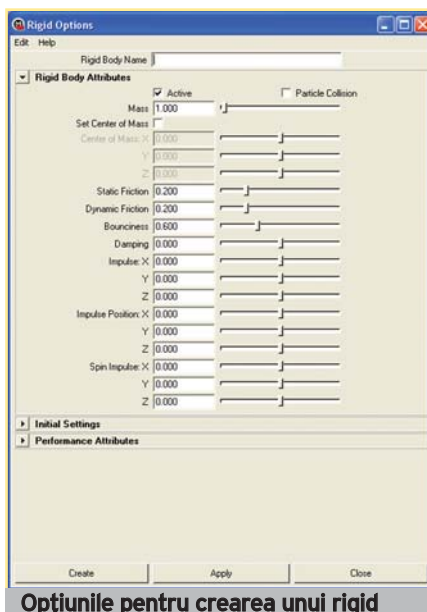 Rigid Options
Edit Help
Rigid Body Name
Rigid Body Attributes
Active Particle Collision
Mass 1.000
Set Center of Mass
Center of Mass: X 0.000
Y 0.000
Z 0.000
Static Friction 0.200
Dynamic Friction 0.200
Bounciness 0.600
Damping 0.000
Impulse: X 0.000
Y 0.000
Z 0.000
Impulse Position: X 0.000
Y 0.000
Z 0.000
Spin Impulse: X 0.000
Y 0.000
Z 0.000
Initial Settings
Performance Attributes
Create Apply Close
Opţiunile pentru crearea unui rigid